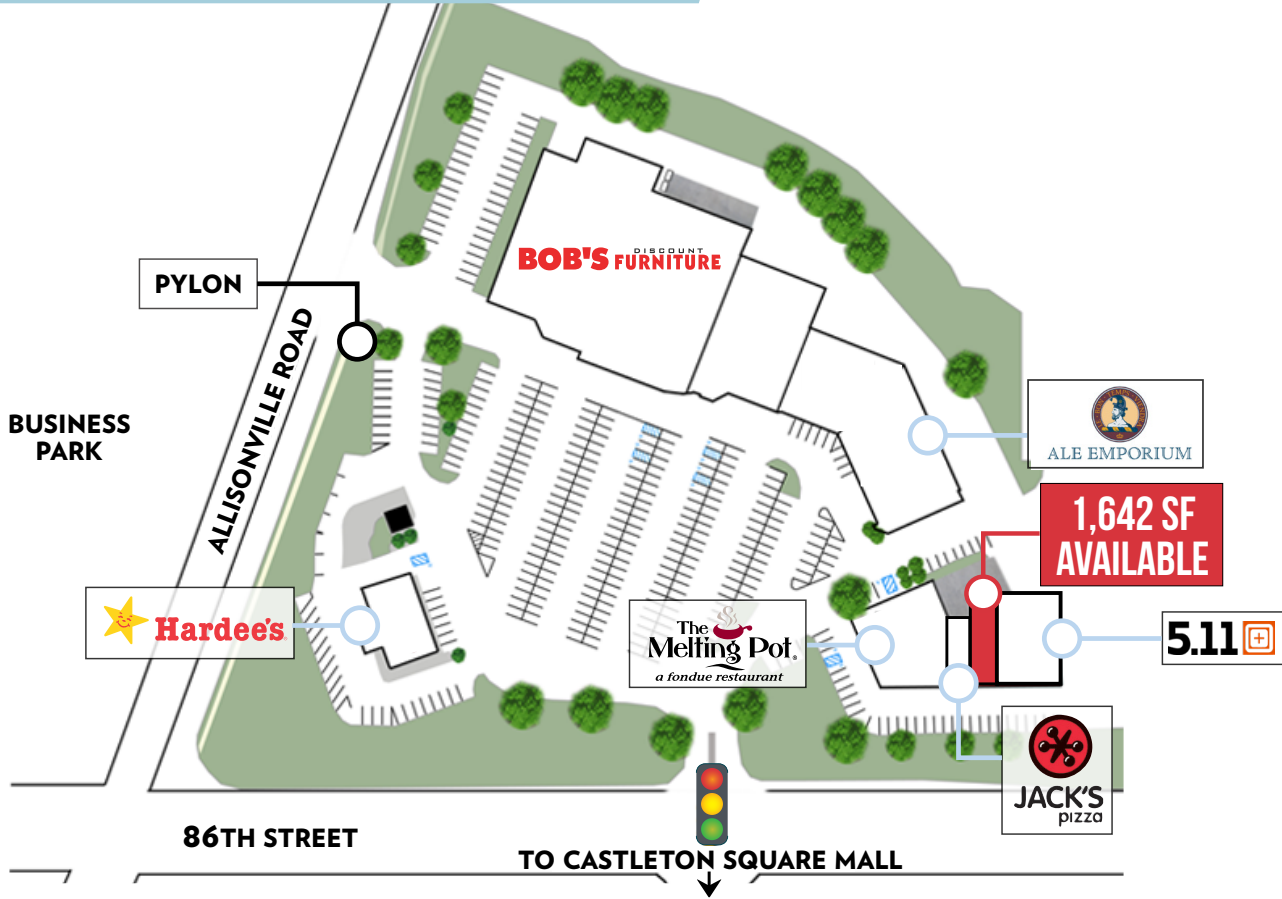 BOB'S DISCOUNT FURNITURE
PYLON
ALLISONVILLE ROAD
BUSINESS
PARK
ALE EMPORIUM
1,642 SF
AVAILABLE
Hardee's
The
Melting Pot
a fondue restaurant
5.11
JACK'S
pizza
86TH STREET
TO CASTLETON SQUARE MALL